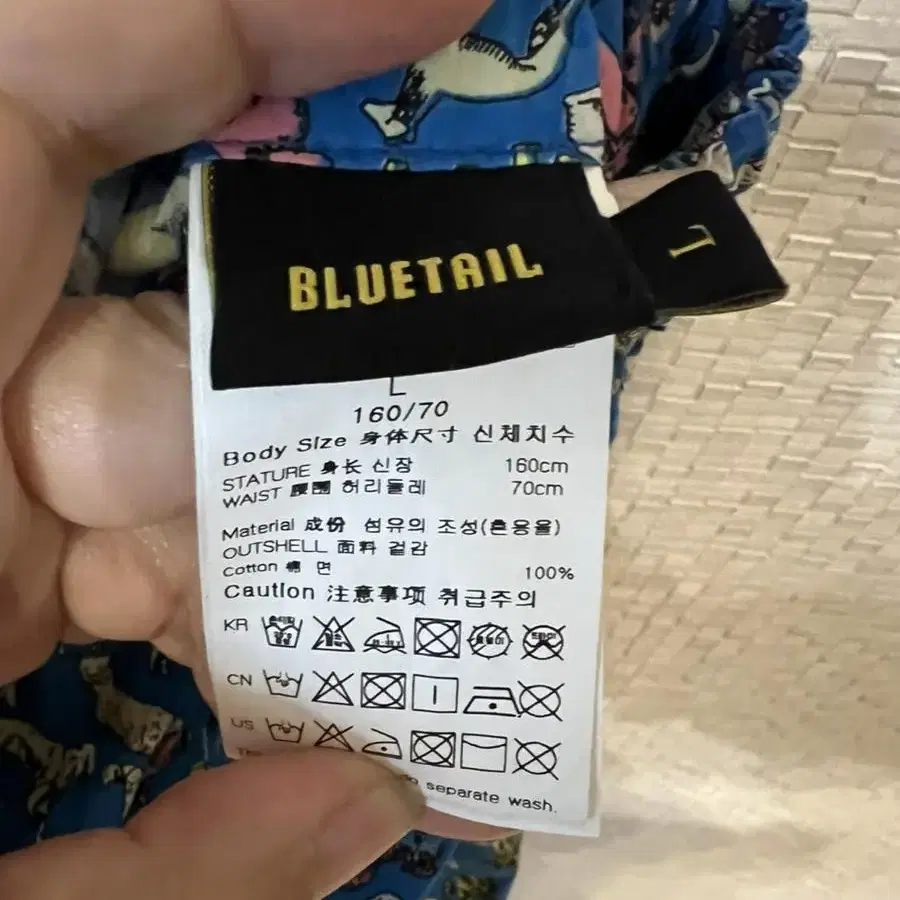 BLUETAIL
L
L
160/70
Body Size 身体尺寸 신체치수
STATURE 身长 신장 160cm
WAIST 腰围 허리둘레 70cm
Material 成份 섬유의 조성(혼용율)
OUTSHELL 面料 겉감
Cotton 棉 면 100%
Caution 注意事项 취급주의
KR
CN
US
separate wash.